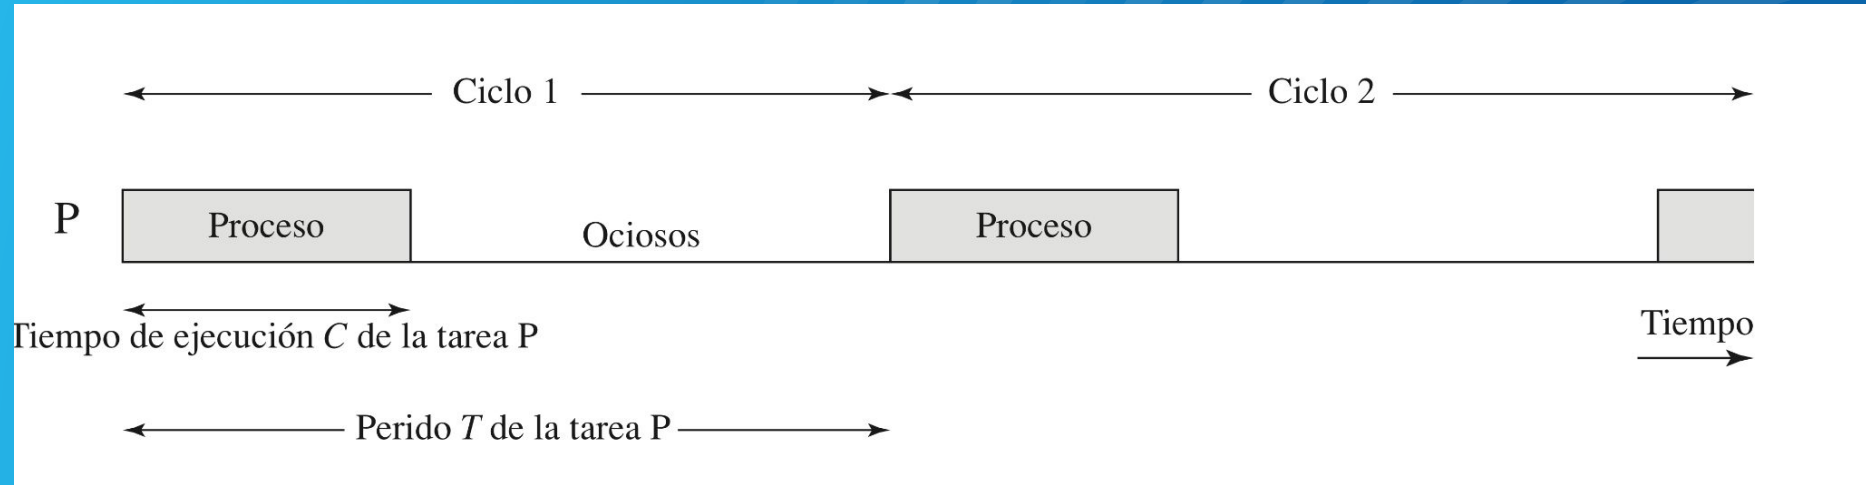 Ciclo 1
Ciclo 2
P
Proceso
Ociosos
Proceso
Tiempo de ejecución C de la tarea P
Tiempo
Perido T de la tarea P